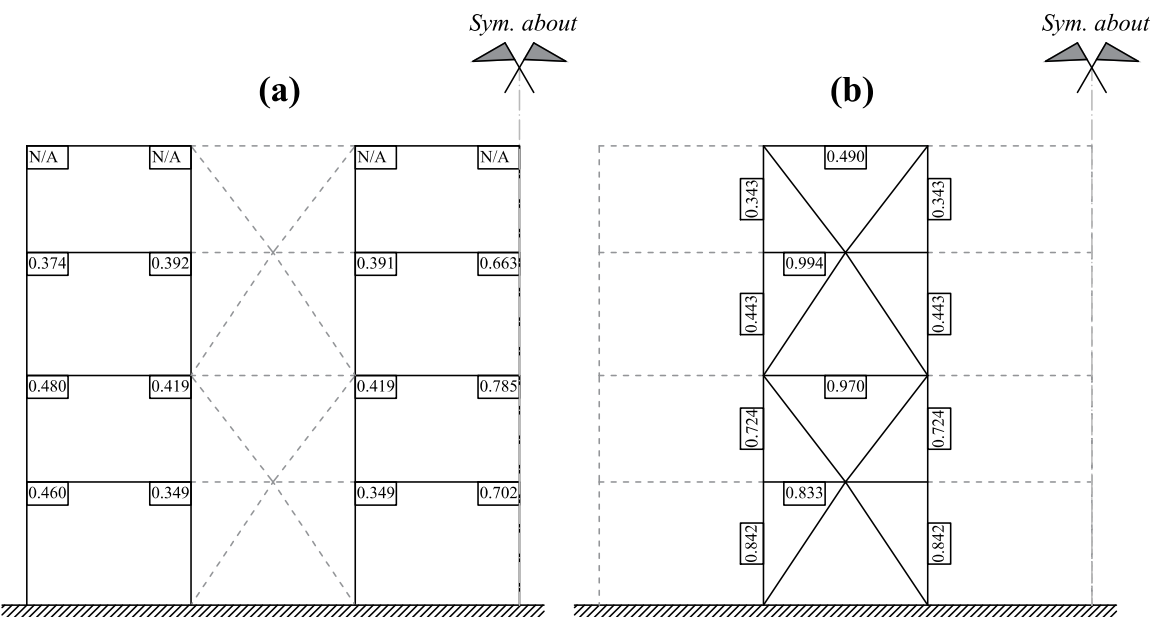 Sym. about
Sym. about
(a)
(b)
N/A N/A N/A N/A
0.490
0.343 0.343
0.374 0.392 0.391 0.663
0.994
0.443 0.443
0.480 0.419 0.419 0.785
0.970
0.724 0.724
0.460 0.349 0.349 0.702
0.833
0.842 0.842